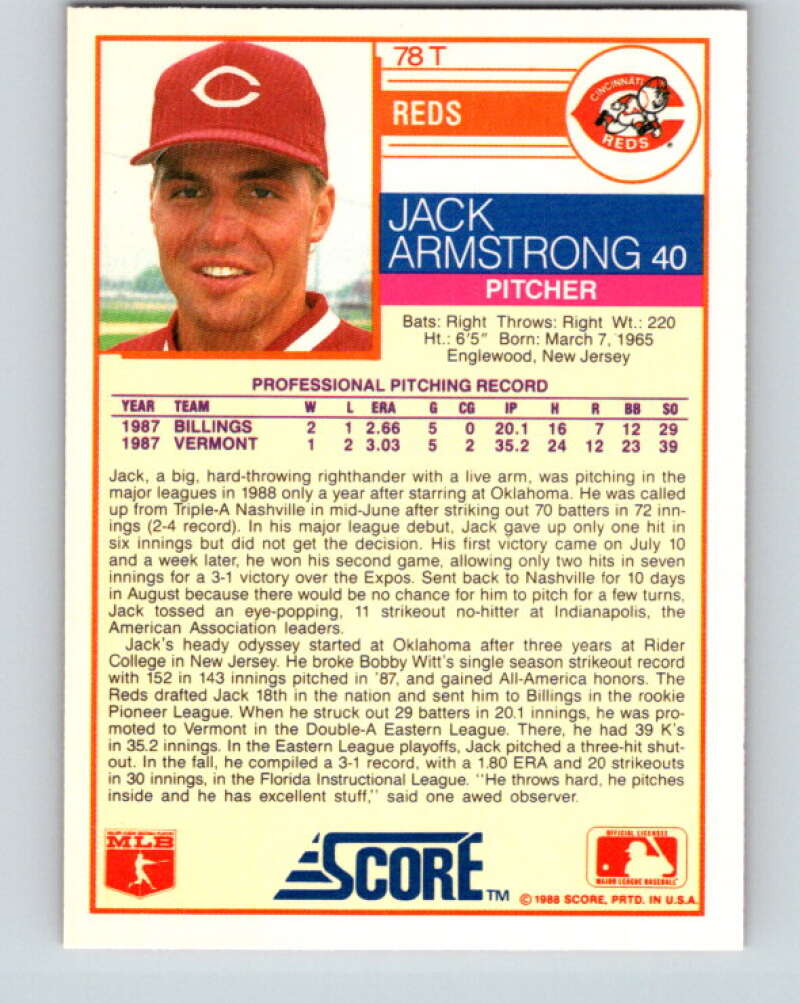 78 T
REDS
CINCINNATI
REDS
JACK
ARMSTRONG 40
PITCHER
Bats: Right Throws: Right Wt.: 220
Ht.: 6'5" Born: March 7, 1965
Englewood, New Jersey
PROFESSIONAL PITCHING RECORD
YEAR TEAM W L ERA G CG IP H R BB SO
1987 BILLINGS 2 1 2.66 5 0 20.1 16 7 12 29
1987 VERMONT 1 2 3.03 5 2 35.2 24 12 23 39
Jack, a big, hard-throwing righthander with a live arm, was pitching in the
major leagues in 1988 only a year after starring at Oklahoma. He was called
up from Triple-A Nashville in mid-June after striking out 70 batters in 72 inn-
ings (2-4 record). In his major league debut, Jack gave up only one hit in
six innings but did not get the decision. His first victory came on July 10
and a week later, he won his second game, allowing only two hits in seven
innings for a 3-1 victory over the Expos. Sent back to Nashville for 10 days
in August because there would be no chance for him to pitch for a few turns,
Jack tossed an eye-popping, 11 strikeout no-hitter at Indianapolis, the
American Association leaders.
Jack's heady odyssey started at Oklahoma after three years at Rider
College in New Jersey. He broke Bobby Witt's single season strikeout record
with 152 in 143 innings pitched in '87, and gained All-America honors. The
Reds drafted Jack 18th in the nation and sent him to Billings in the rookie
Pioneer League. When he struck out 29 batters in 20.1 innings, he was pro-
moted to Vermont in the Double-A Eastern League. There, he had 39 K's
in 35.2 innings. In the Eastern League playoffs, Jack pitched a three-hit shut-
out. In the fall, he compiled a 3-1 record, with a 1.80 ERA and 20 strikeouts
in 30 innings, in the Florida Instructional League. "He throws hard, he pitches
inside and he has excellent stuff," said one awed observer.
MLB
SCORE TM
OFFICIAL LICENSEE
MAJOR LEAGUE BASEBALL
© 1988 SCORE, PRTD. IN U.S.A.